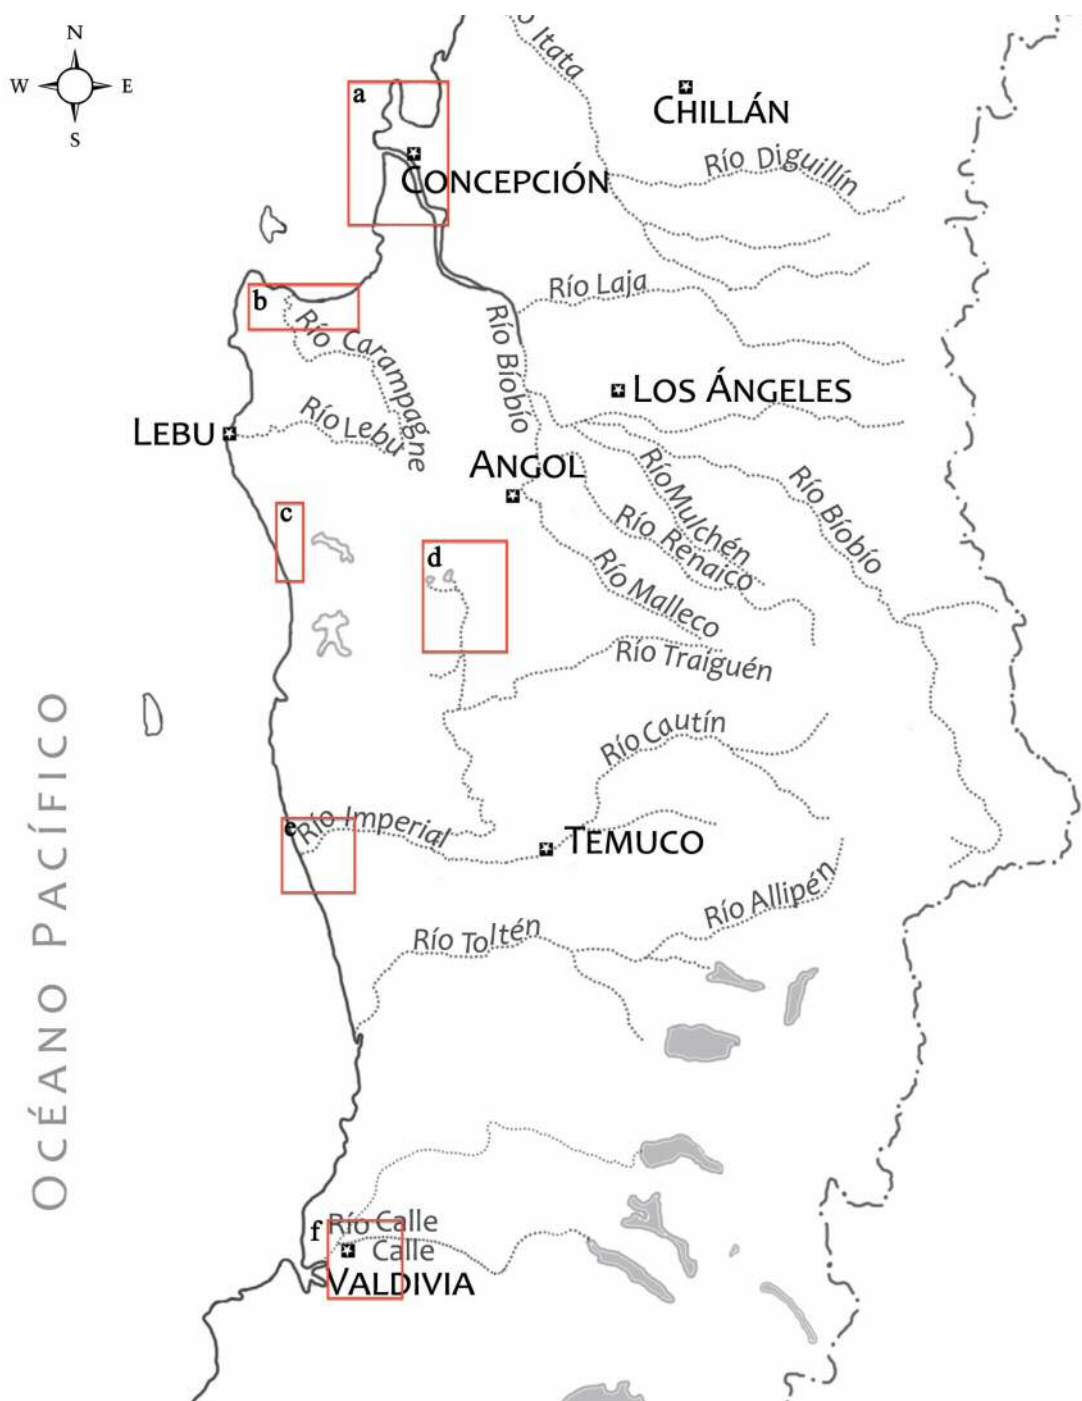 N
W E
S
Río Itata
a
CHILLÁN
Río Diguillín
CONCEPCIÓN
b
Río Laja
Río Carampagne
Río Bíobío
LOS ÁNGELES
LEBU
Río Lebu
ANGOL
Río Mulchén
Río Bíobío
c
Río Renaico
d
Río Malleco
Río Traiguén
OCÉANO PACÍFICO
Río Cautín
e
Río Imperial
TEMUCO
Río Allipén
Río Toltén
f
Río Calle
Calle
VALDIVIA